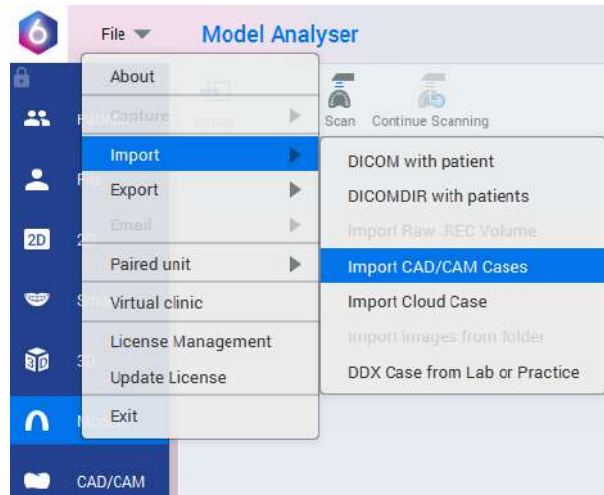 6 File Model Analyser
About
Capture
Scan Continue Scanning
Import
DICOM with patient
Export
DICOMDIR with patients
Email
Import Raw .REC Volume
2D
Paired unit
Import CAD/CAM Cases
Virtual clinic
Import Cloud Case
License Management
Import images from folder
3D
Update License
DDX Case from Lab or Practice
Exit
CAD/CAM